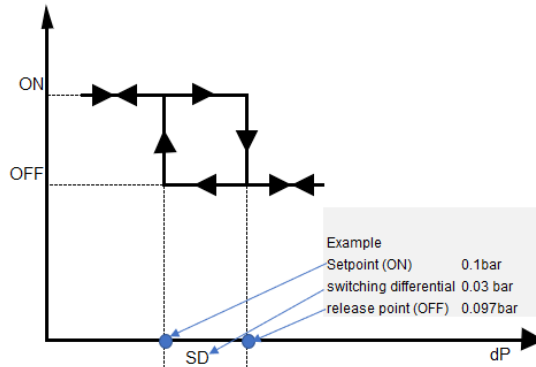 ON
OFF
Example
Setpoint (ON) 0.1bar
switching differential 0.03 bar
release point (OFF) 0.097bar
SD
dP